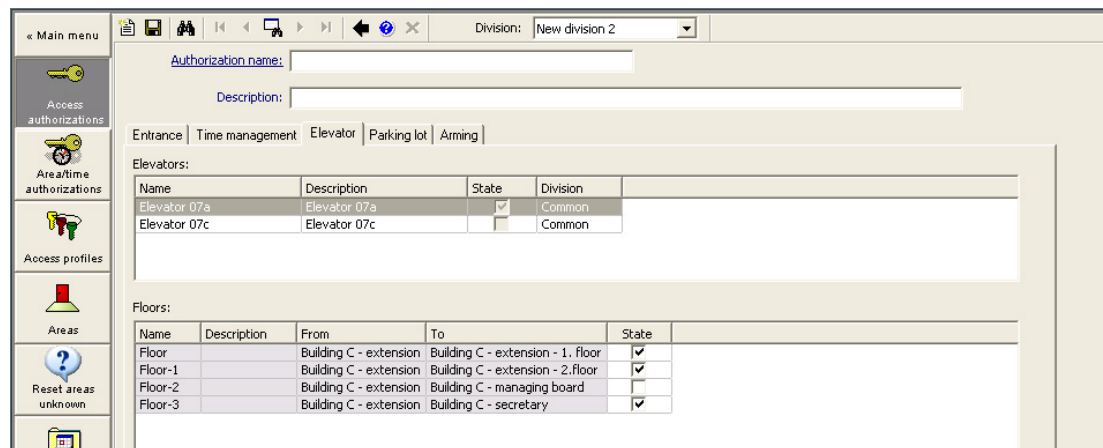 « Main menu
Division: New division 2
Authorization name:
Description:
Access
authorizations
Area/time
authorizations
Access profiles
Areas
Reset areas
unknown
Entrance Time management Elevator Parking lot Arming
Elevators:
Name Description State Division
Elevator 07a Elevator 07a Common
Elevator 07c Elevator 07c Common
Floors:
Name Description From To State
Floor Building C - extension Building C - extension - 1. floor
Floor-1 Building C - extension Building C - extension - 2.floor
Floor-2 Building C - extension Building C - managing board
Floor-3 Building C - extension Building C - secretary